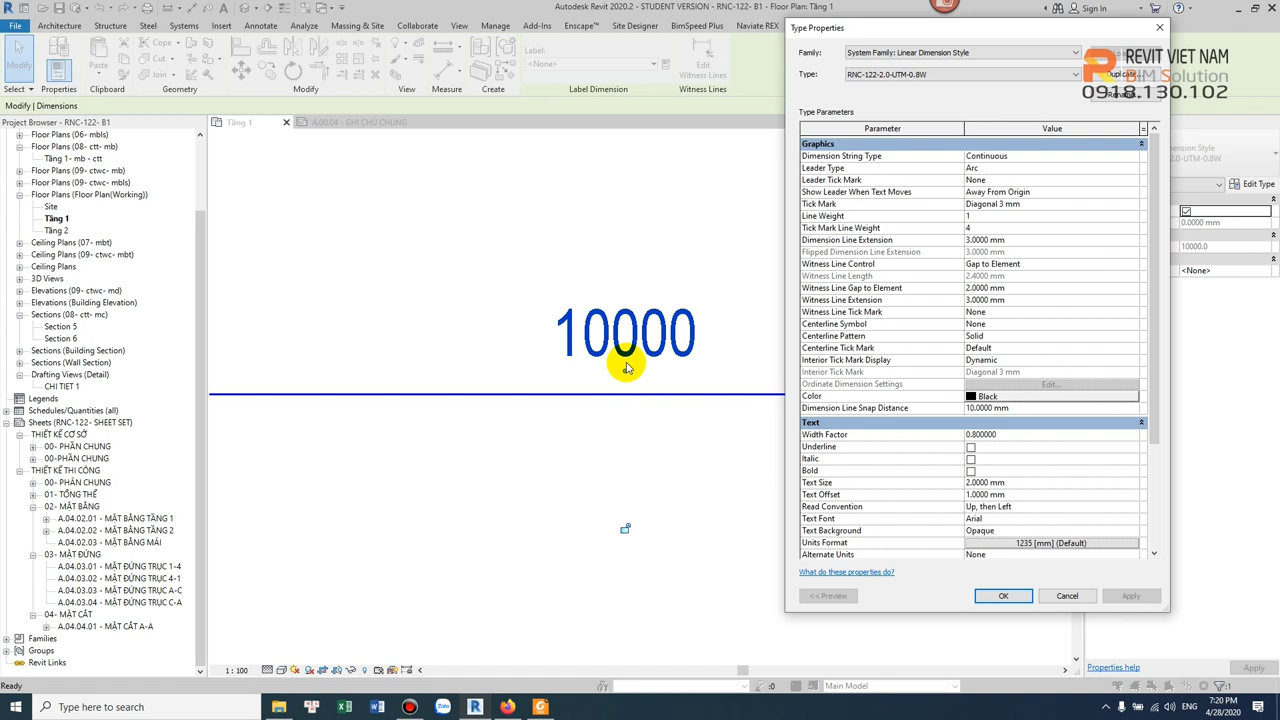 Autodesk Revit 2020.2 - STUDENT VERSION - RNC-122- B1 - Floor Plan: Tầng 1
Sign In
File Architecture Structure Steel Systems Insert Annotate Analyze Massing & Site Collaborate View Manage Add-Ins Enscape™ Site Designer BimSpeed Plus Naviate REX
Modify
Paste
Cope
Cut
Join
Label:
<None>
Edit
Witness Lines
Select Properties Clipboard Geometry Modify View Measure Create Label Dimension Witness Lines
Modify | Dimensions
Project Browser - RNC-122- B1
Floor Plans (06- mbls)
Floor Plans (08- ctt- mb)
Tầng 1- mb - ctt
Floor Plans (09- ctwc- mb)
Floor Plans (09- ctwc- mbls)
Floor Plans (Floor Plan(Working))
Site
Tầng 1
Tầng 2
Ceiling Plans (07- mbt)
Ceiling Plans (09- ctwc- mbt)
Ceiling Plans
3D Views
Elevations (09- ctwc- md)
Elevations (Building Elevation)
Sections (08- ctt- mc)
Section 5
Section 6
Sections (Building Section)
Sections (Wall Section)
Drafting Views (Detail)
CHI TIET 1
Legends
Schedules/Quantities (all)
Sheets (RNC-122- SHEET SET)
THIẾT KẾ CƠ SỞ
00- PHẦN CHUNG
00-PHẦN CHUNG
THIẾT KẾ THI CÔNG
00- PHẦN CHUNG
01- TỔNG THỂ
02- MẶT BẰNG
A.04.02.01 - MẶT BẰNG TẦNG 1
A.04.02.02 - MẶT BẰNG TẦNG 2
A.04.02.03 - MẶT BẰNG MÁI
03- MẶT ĐỨNG
A.04.03.01 - MẶT ĐỨNG TRỤC 1-4
A.04.03.02 - MẶT ĐỨNG TRỤC 4-1
A.04.03.03 - MẶT ĐỨNG TRỤC A-C
A.04.03.04 - MẶT ĐỨNG TRỤC C-A
04- MẶT CẮT
A.04.04.01 - MẶT CẮT A-A
Families
Groups
Revit Links
Tầng 1
A.00.04 - GHI CHÚ CHUNG
10000
1 : 100
Type Properties
Family: System Family: Linear Dimension Style
Type: RNC-122-2.0-UTM-0.8W
Duplicate...
REVIT VIET NAM
BIM Solution
0918.130.102
Type Parameters
Parameter Value =
Graphics
Dimension String Type Continuous
Leader Type Arc
Leader Tick Mark None
Show Leader When Text Moves Away From Origin
Tick Mark Diagonal 3 mm
Line Weight 1
Tick Mark Line Weight 4
Dimension Line Extension 3.0000 mm
Flipped Dimension Line Extension 3.0000 mm
Witness Line Control Gap to Element
Witness Line Length 2.4000 mm
Witness Line Gap to Element 2.0000 mm
Witness Line Extension 3.0000 mm
Witness Line Tick Mark None
Centerline Symbol None
Centerline Pattern Solid
Centerline Tick Mark Default
Interior Tick Mark Display Dynamic
Interior Tick Mark Diagonal 3 mm
Ordinate Dimension Settings Edit...
Color Black
Dimension Line Snap Distance 10.0000 mm
Text
Width Factor 0.800000
Underline
Italic
Bold
Text Size 2.0000 mm
Text Offset 1.0000 mm
Read Convention Up, then Left
Text Font Arial
Text Background Opaque
Units Format 1235 [mm] (Default)
Alternate Units None
What do these properties do?
<< Preview OK Cancel Apply
Dimension Style
2.0-UTM-0.8W
Edit Type
0.0000 mm
10000.0
<None>
Properties help
Apply
Ready
:0
Main Model
:1
Type here to search
ENG
7:20 PM
4/28/2020